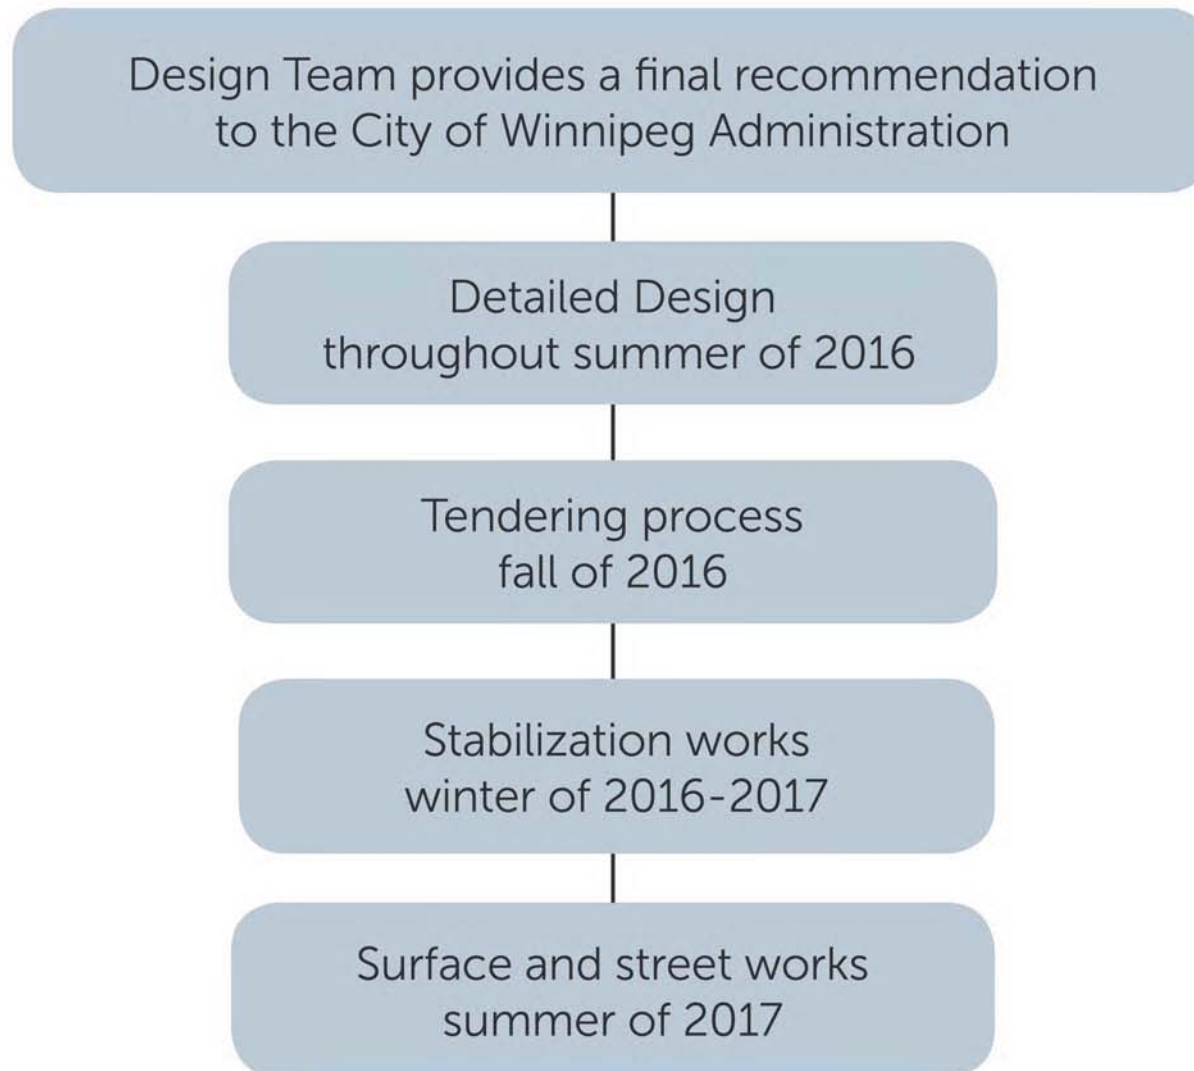 Design Team provides a final recommendation
to the City of Winnipeg Administration
Detailed Design
throughout summer of 2016
Tendering process
fall of 2016
Stabilization works
winter of 2016-2017
Surface and street works
summer of 2017